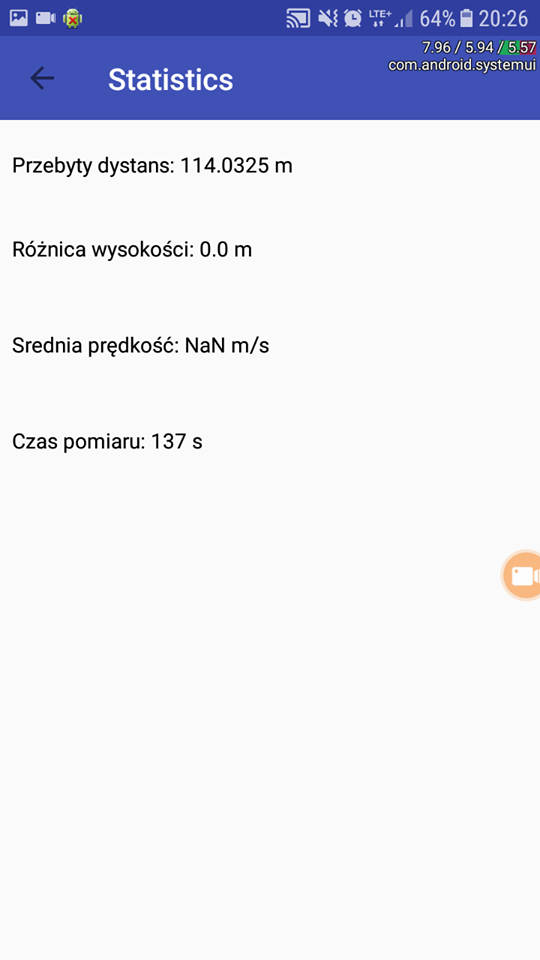 LTE+ 64% 20:26
7.96 / 5.94 / 5.57
com.android.systemui
Statistics
Przebyty dystans: 114.0325 m
Różnica wysokości: 0.0 m
Srednia prędkość: NaN m/s
Czas pomiaru: 137 s